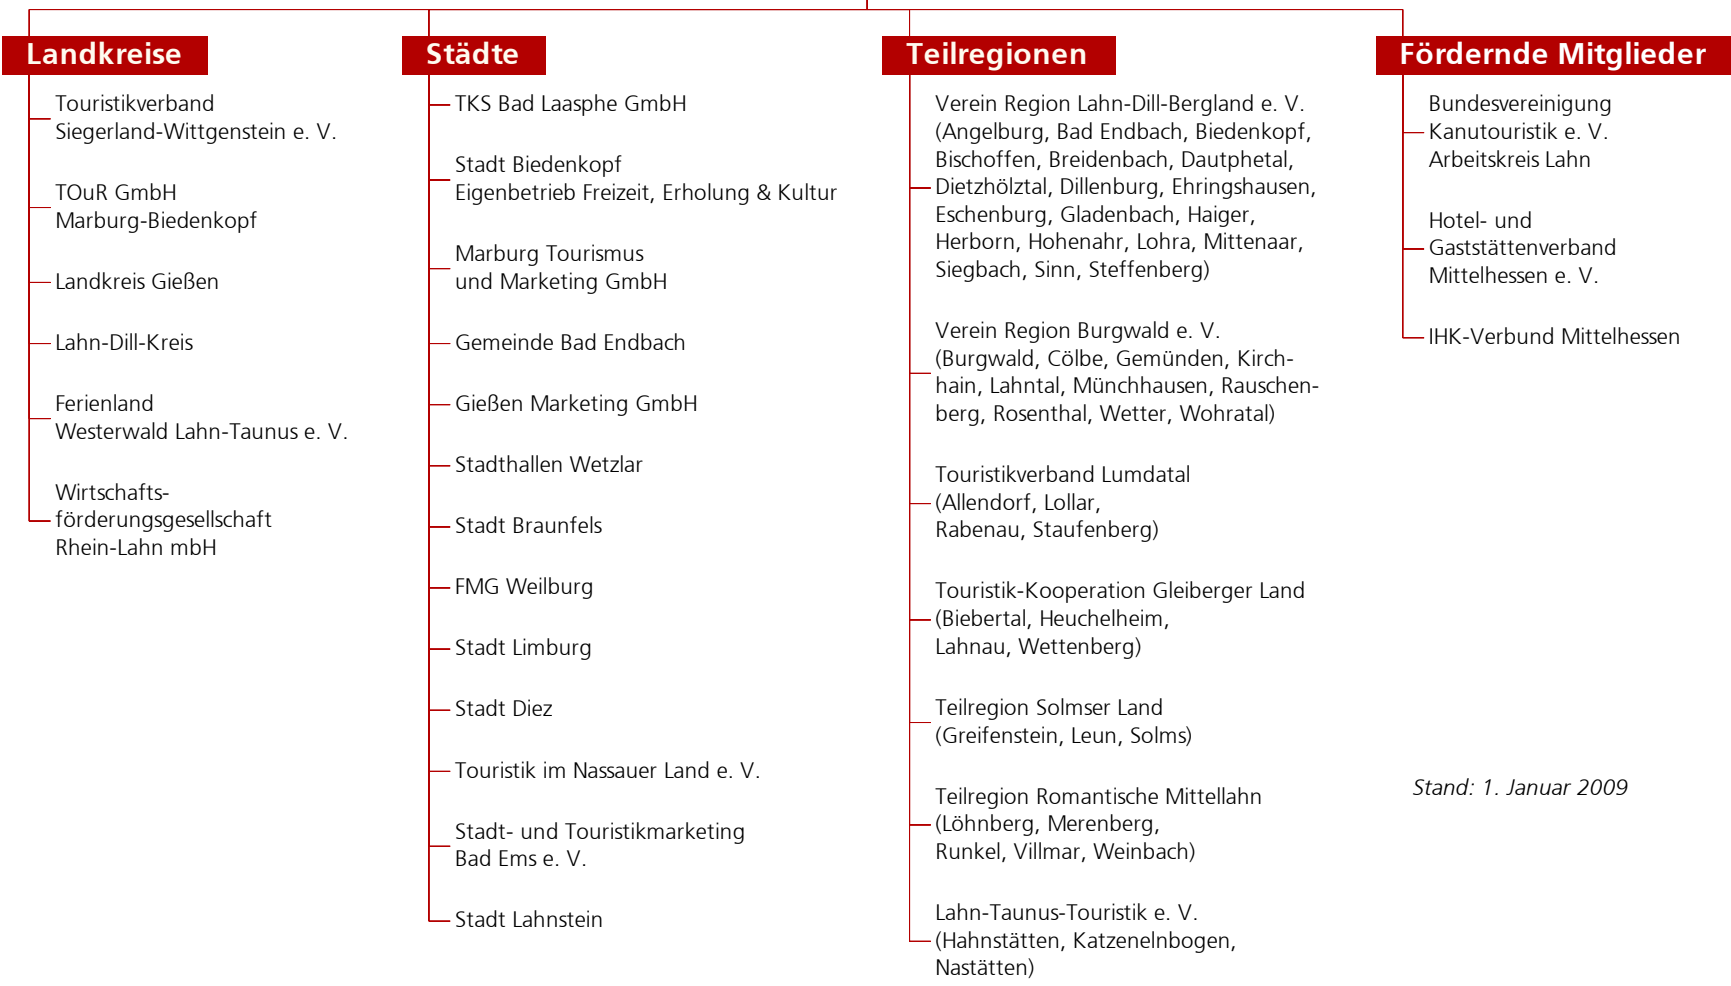 Landkreise
Touristikverband
Siegerland-Wittgenstein e. V.
TOuR GmbH
Marburg-Biedenkopf
Landkreis Gießen
Lahn-Dill-Kreis
Ferienland
Westerwald Lahn-Taunus e. V.
Wirtschafts-
förderungsgesellschaft
Rhein-Lahn mbH
Städte
TKS Bad Laasphe GmbH
Stadt Biedenkopf
Eigenbetrieb Freizeit, Erholung & Kultur
Marburg Tourismus
und Marketing GmbH
Gemeinde Bad Endbach
Gießen Marketing GmbH
Stadthallen Wetzlar
Stadt Braunfels
FMG Weilburg
Stadt Limburg
Stadt Diez
Touristik im Nassauer Land e. V.
Stadt- und Touristikmarketing
Bad Ems e. V.
Stadt Lahnstein
Teilregionen
Verein Region Lahn-Dill-Bergland e. V.
(Angelburg, Bad Endbach, Biedenkopf,
Bischoffen, Breidenbach, Dautphetal,
Dietzhölztal, Dillenburg, Ehringshausen,
Eschenburg, Gladenbach, Haiger,
Herborn, Hohenahr, Lohra, Mittenaar,
Siegbach, Sinn, Steffenberg)
Verein Region Burgwald e. V.
(Burgwald, Cölbe, Gemünden, Kirch-
hain, Lahntal, Münchhausen, Rauschen-
berg, Rosenthal, Wetter, Wohratal)
Touristikverband Lumdatal
(Allendorf, Lollar,
Rabenau, Staufenberg)
Touristik-Kooperation Gleiberger Land
(Biebertal, Heuchelheim,
Lahnau, Wettenberg)
Teilregion Solmser Land
(Greifenstein, Leun, Solms)
Teilregion Romantische Mittellahn
(Löhnberg, Merenberg,
Runkel, Villmar, Weinbach)
Lahn-Taunus-Touristik e. V.
(Hahnstätten, Katzenelnbogen,
Nastätten)
Fördernde Mitglieder
Bundesvereinigung
Kanutouristik e. V.
Arbeitskreis Lahn
Hotel- und
Gaststättenverband
Mittelhessen e. V.
IHK-Verbund Mittelhessen
Stand: 1. Januar 2009